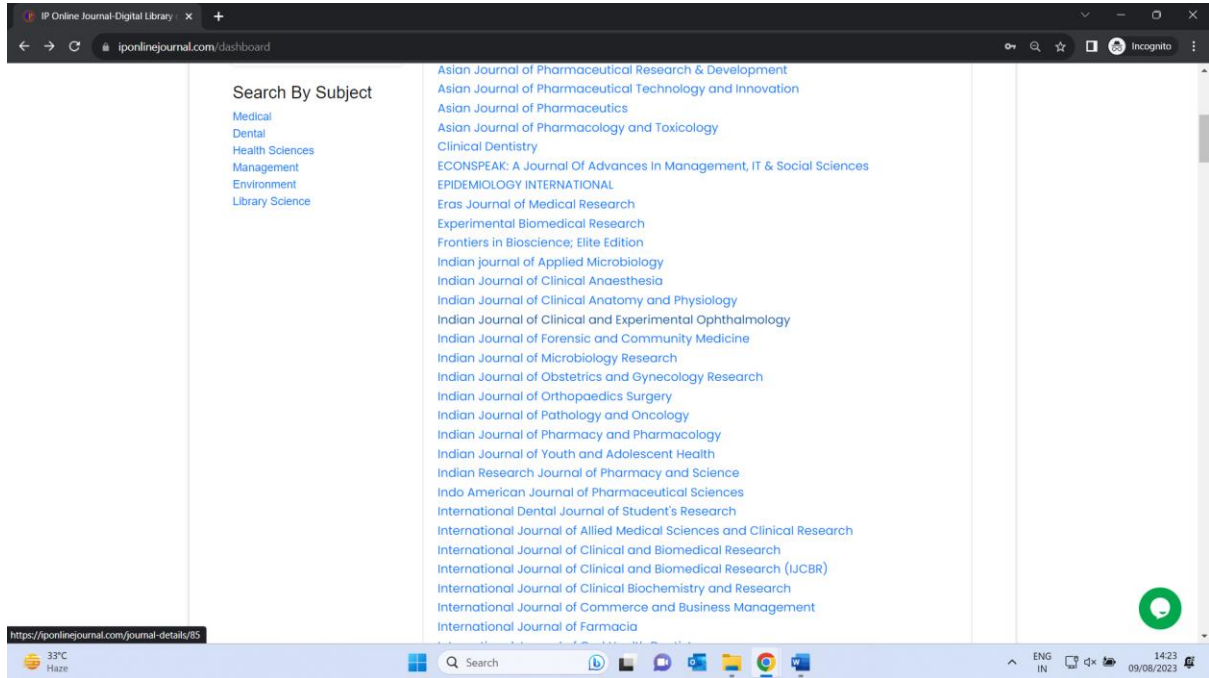 IP Online Journal-Digital Library
iponlinejournal.com/dashboard
Incognito
Search By Subject
Medical
Dental
Health Sciences
Management
Environment
Library Science
Asian Journal of Pharmaceutical Research & Development
Asian Journal of Pharmaceutical Technology and Innovation
Asian Journal of Pharmaceutics
Asian Journal of Pharmacology and Toxicology
Clinical Dentistry
ECONSPEAK: A Journal Of Advances In Management, IT & Social Sciences
EPIDEMIOLOGY INTERNATIONAL
Eras Journal of Medical Research
Experimental Biomedical Research
Frontiers in Bioscience; Elite Edition
Indian journal of Applied Microbiology
Indian Journal of Clinical Anaesthesia
Indian Journal of Clinical Anatomy and Physiology
Indian Journal of Clinical and Experimental Ophthalmology
Indian Journal of Forensic and Community Medicine
Indian Journal of Microbiology Research
Indian Journal of Obstetrics and Gynecology Research
Indian Journal of Orthopaedics Surgery
Indian Journal of Pathology and Oncology
Indian Journal of Pharmacy and Pharmacology
Indian Journal of Youth and Adolescent Health
Indian Research Journal of Pharmacy and Science
Indo American Journal of Pharmaceutical Sciences
International Dental Journal of Student's Research
International Journal of Allied Medical Sciences and Clinical Research
International Journal of Clinical and Biomedical Research
International Journal of Clinical and Biomedical Research (IJCBR)
International Journal of Clinical Biochemistry and Research
International Journal of Commerce and Business Management
International Journal of Farmacia
https://iponlinejournal.com/journal-details/85
33°C
Haze
Search
ENG
IN
14:23
09/08/2023